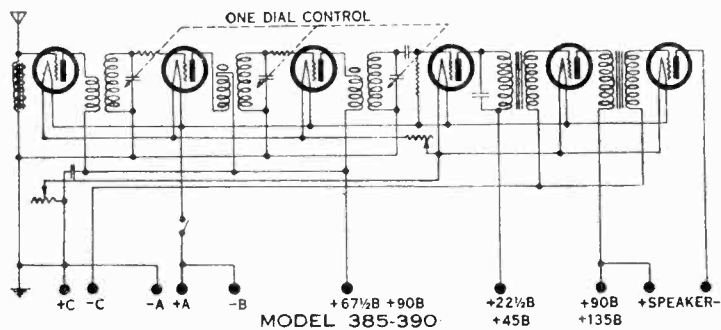 ONE DIAL CONTROL
+C -C -A +A -B +67½B +90B +22½B +90B +SPEAKER-
+45B +135B
MODEL 385-390